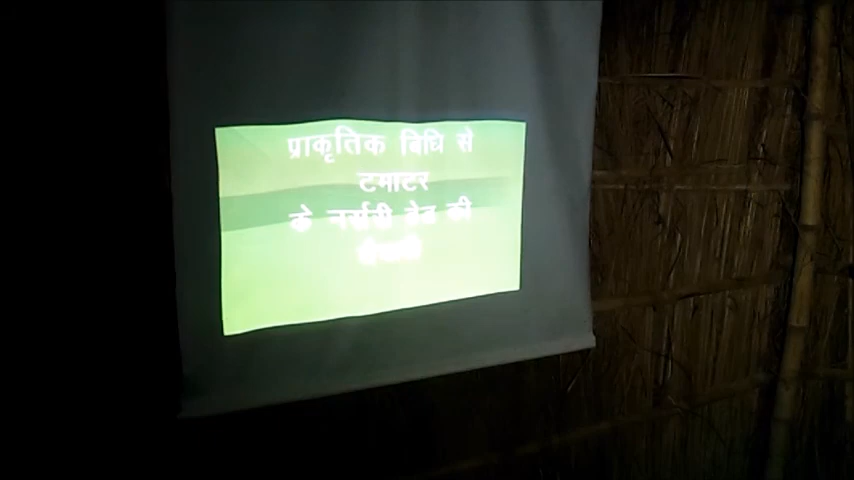 प्राकृतिक बिधि से
टमाटर
के नर्सरी बेड की